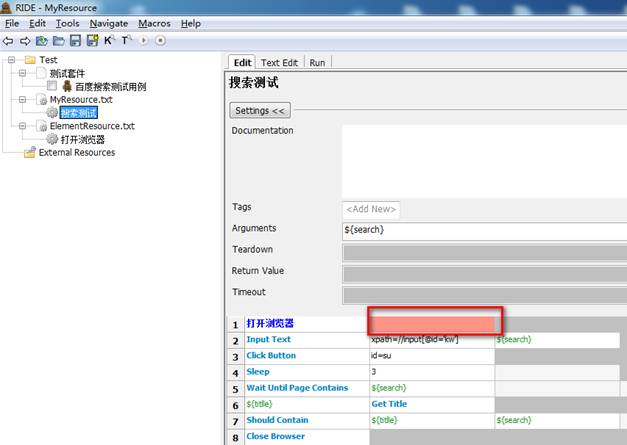 RIDE - MyResource
File Edit Tools Navigate Macros Help
K T
Test
测试套件
百度搜索测试用例
MyResource.txt
搜索测试
ElementResource.txt
打开浏览器
External Resources
Edit Text Edit Run
搜索测试
Settings <<
Documentation
Tags <Add New>
Arguments ${search}
Teardown
Return Value
Timeout
1 打开浏览器
2 Input Text xpath=//input[@id='kw'] ${search}
3 Click Button id=su
4 Sleep 3
5 Wait Until Page Contains ${search}
6 ${title} Get Title
7 Should Contain ${title} ${search}
8 Close Browser